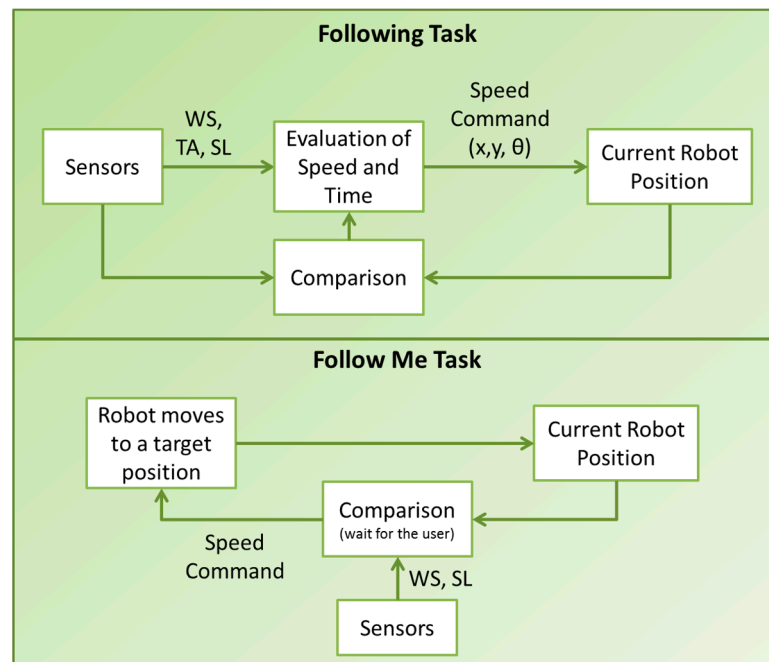 Following Task
WS,
TA, SL
Speed
Command
(x,y, θ)
Sensors
Evaluation of
Speed and
Time
Current Robot
Position
Comparison
Follow Me Task
Robot moves
to a target
position
Current Robot
Position
Comparison
(wait for the user)
Speed
Command
WS, SL
Sensors